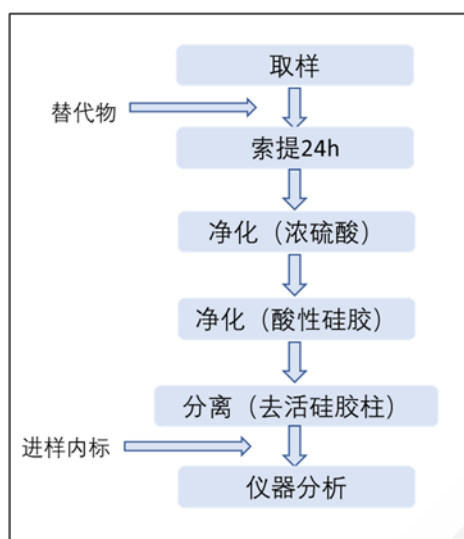 取样
替代物
索提24h
净化（浓硫酸）
净化（酸性硅胶）
分离（去活硅胶柱）
进样内标
仪器分析